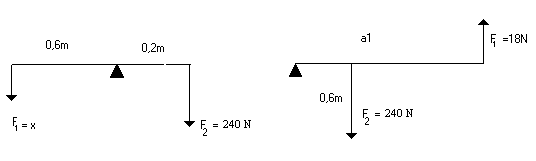 0,6m
0,2m
F1 = x
F2 = 240 N
a1
F1 =18N
0,6m
F2 = 240 N